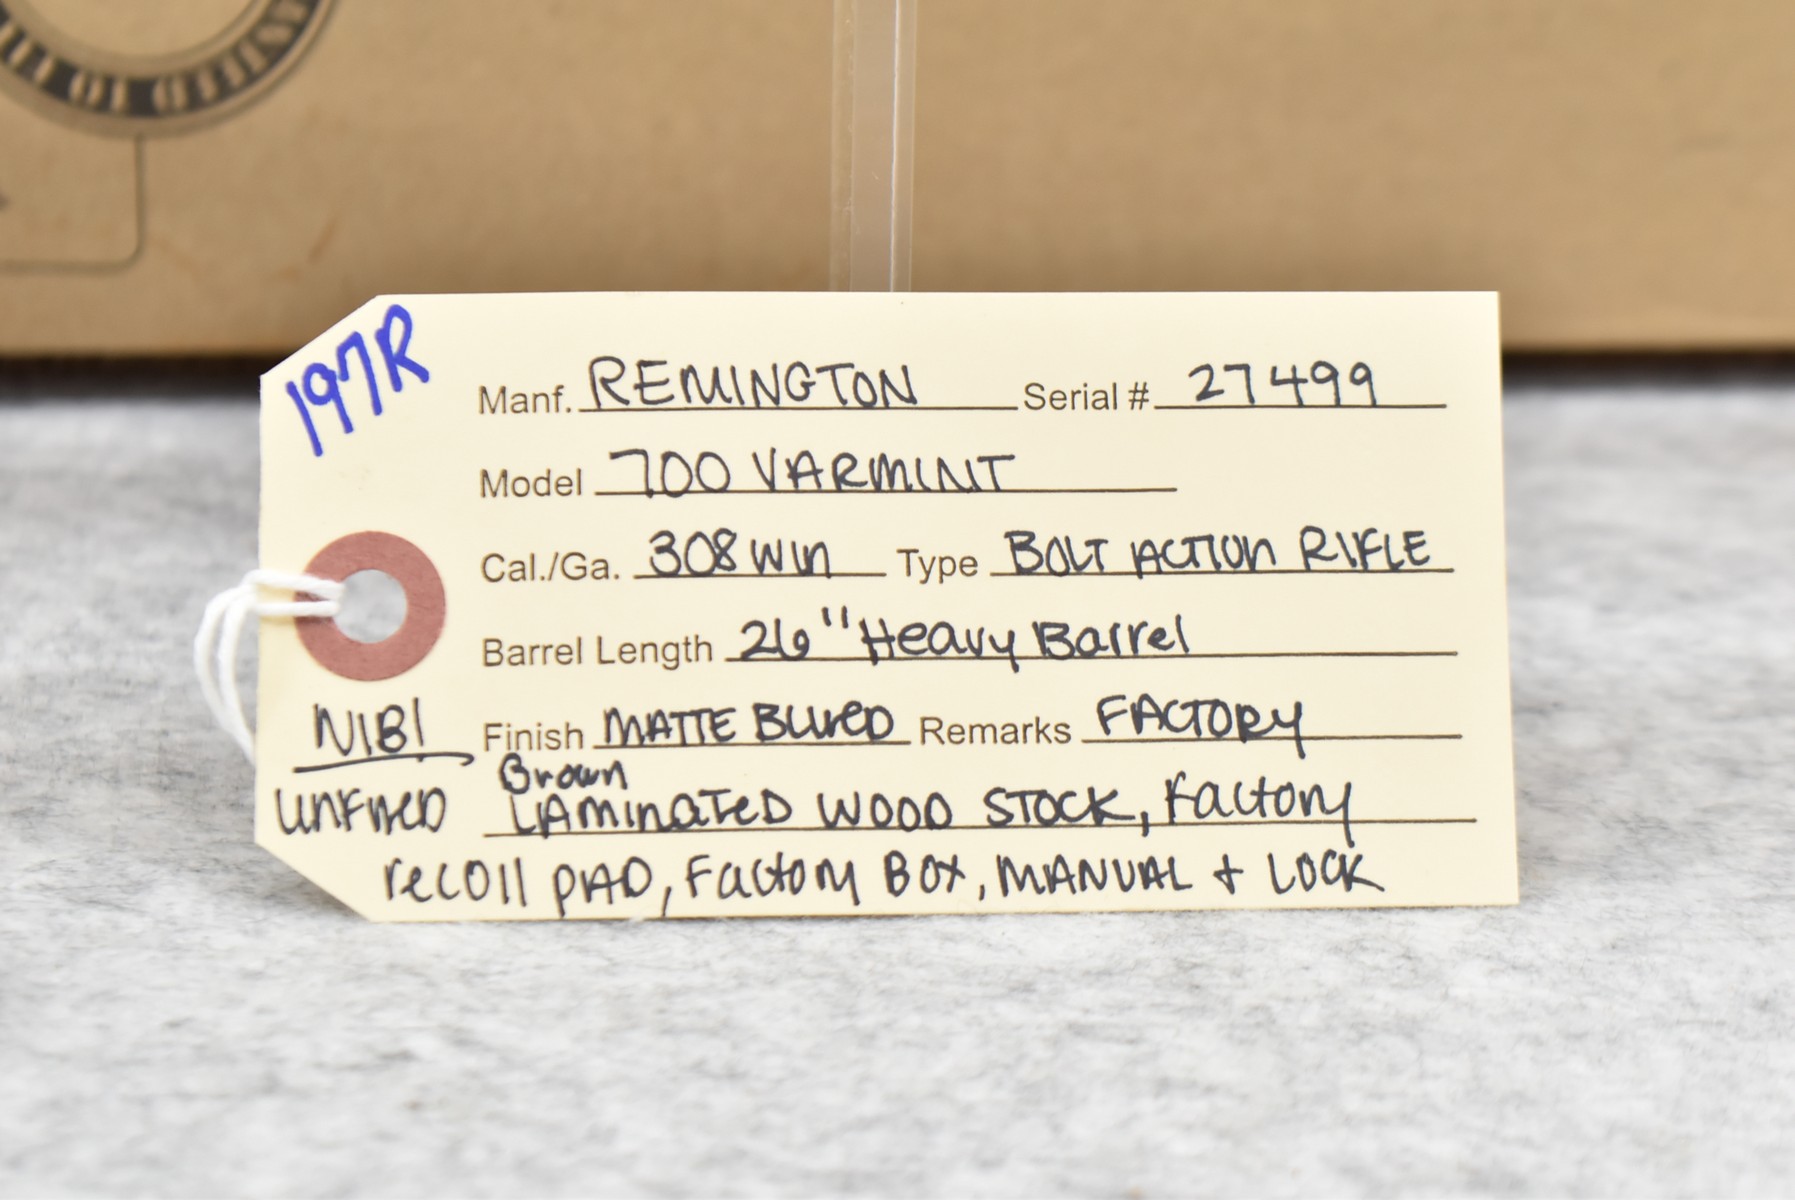 197R
Manf. REMINGTON Serial # 27499
Model 700 VARMINT
Cal./Ga. 308 WIN Type BOLT ACTION RIFLE
Barrel Length 26" Heavy Barrel
NIB! Finish MATTE BLUED Remarks FACTORY
UNFIRED Brown
LAMINATED WOOD STOCK, Factory
recoil PAD, Factory BOX, MANUAL + LOCK